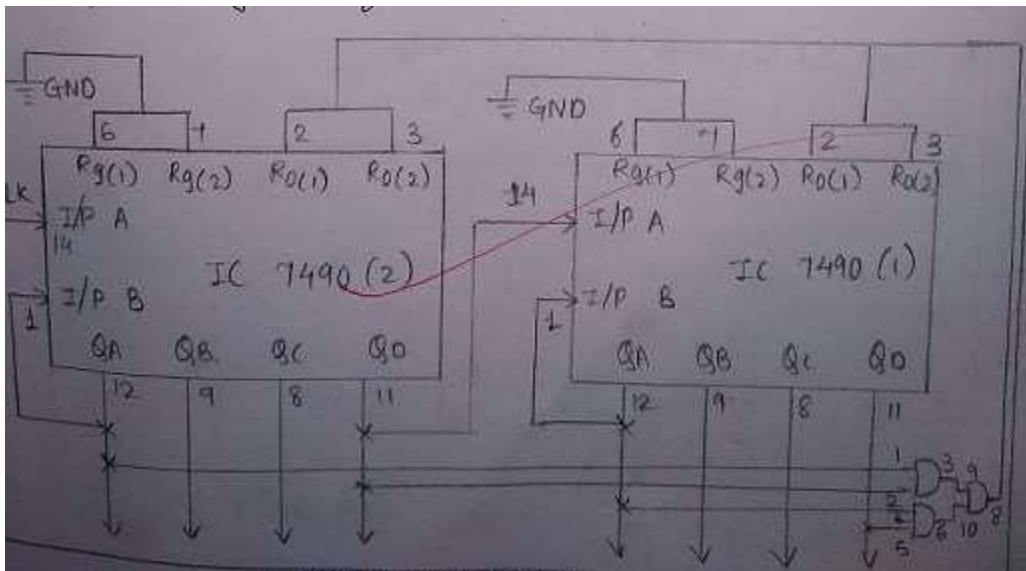 GND
GND
6 7 2 3
6 7 2 3
Rg(1) Rg(2) R0(1) R0(2)
Rg(1) Rg(2) R0(1) R0(2)
LK
I/P A
14
14
I/P A
IC 7490 (2)
IC 7490 (1)
I/P B
1
I/P B
1
QA QB QC QD
QA QB QC QD
12 9 8 11
12 9 8 11
1 3 9
2
4 6 10 8
5